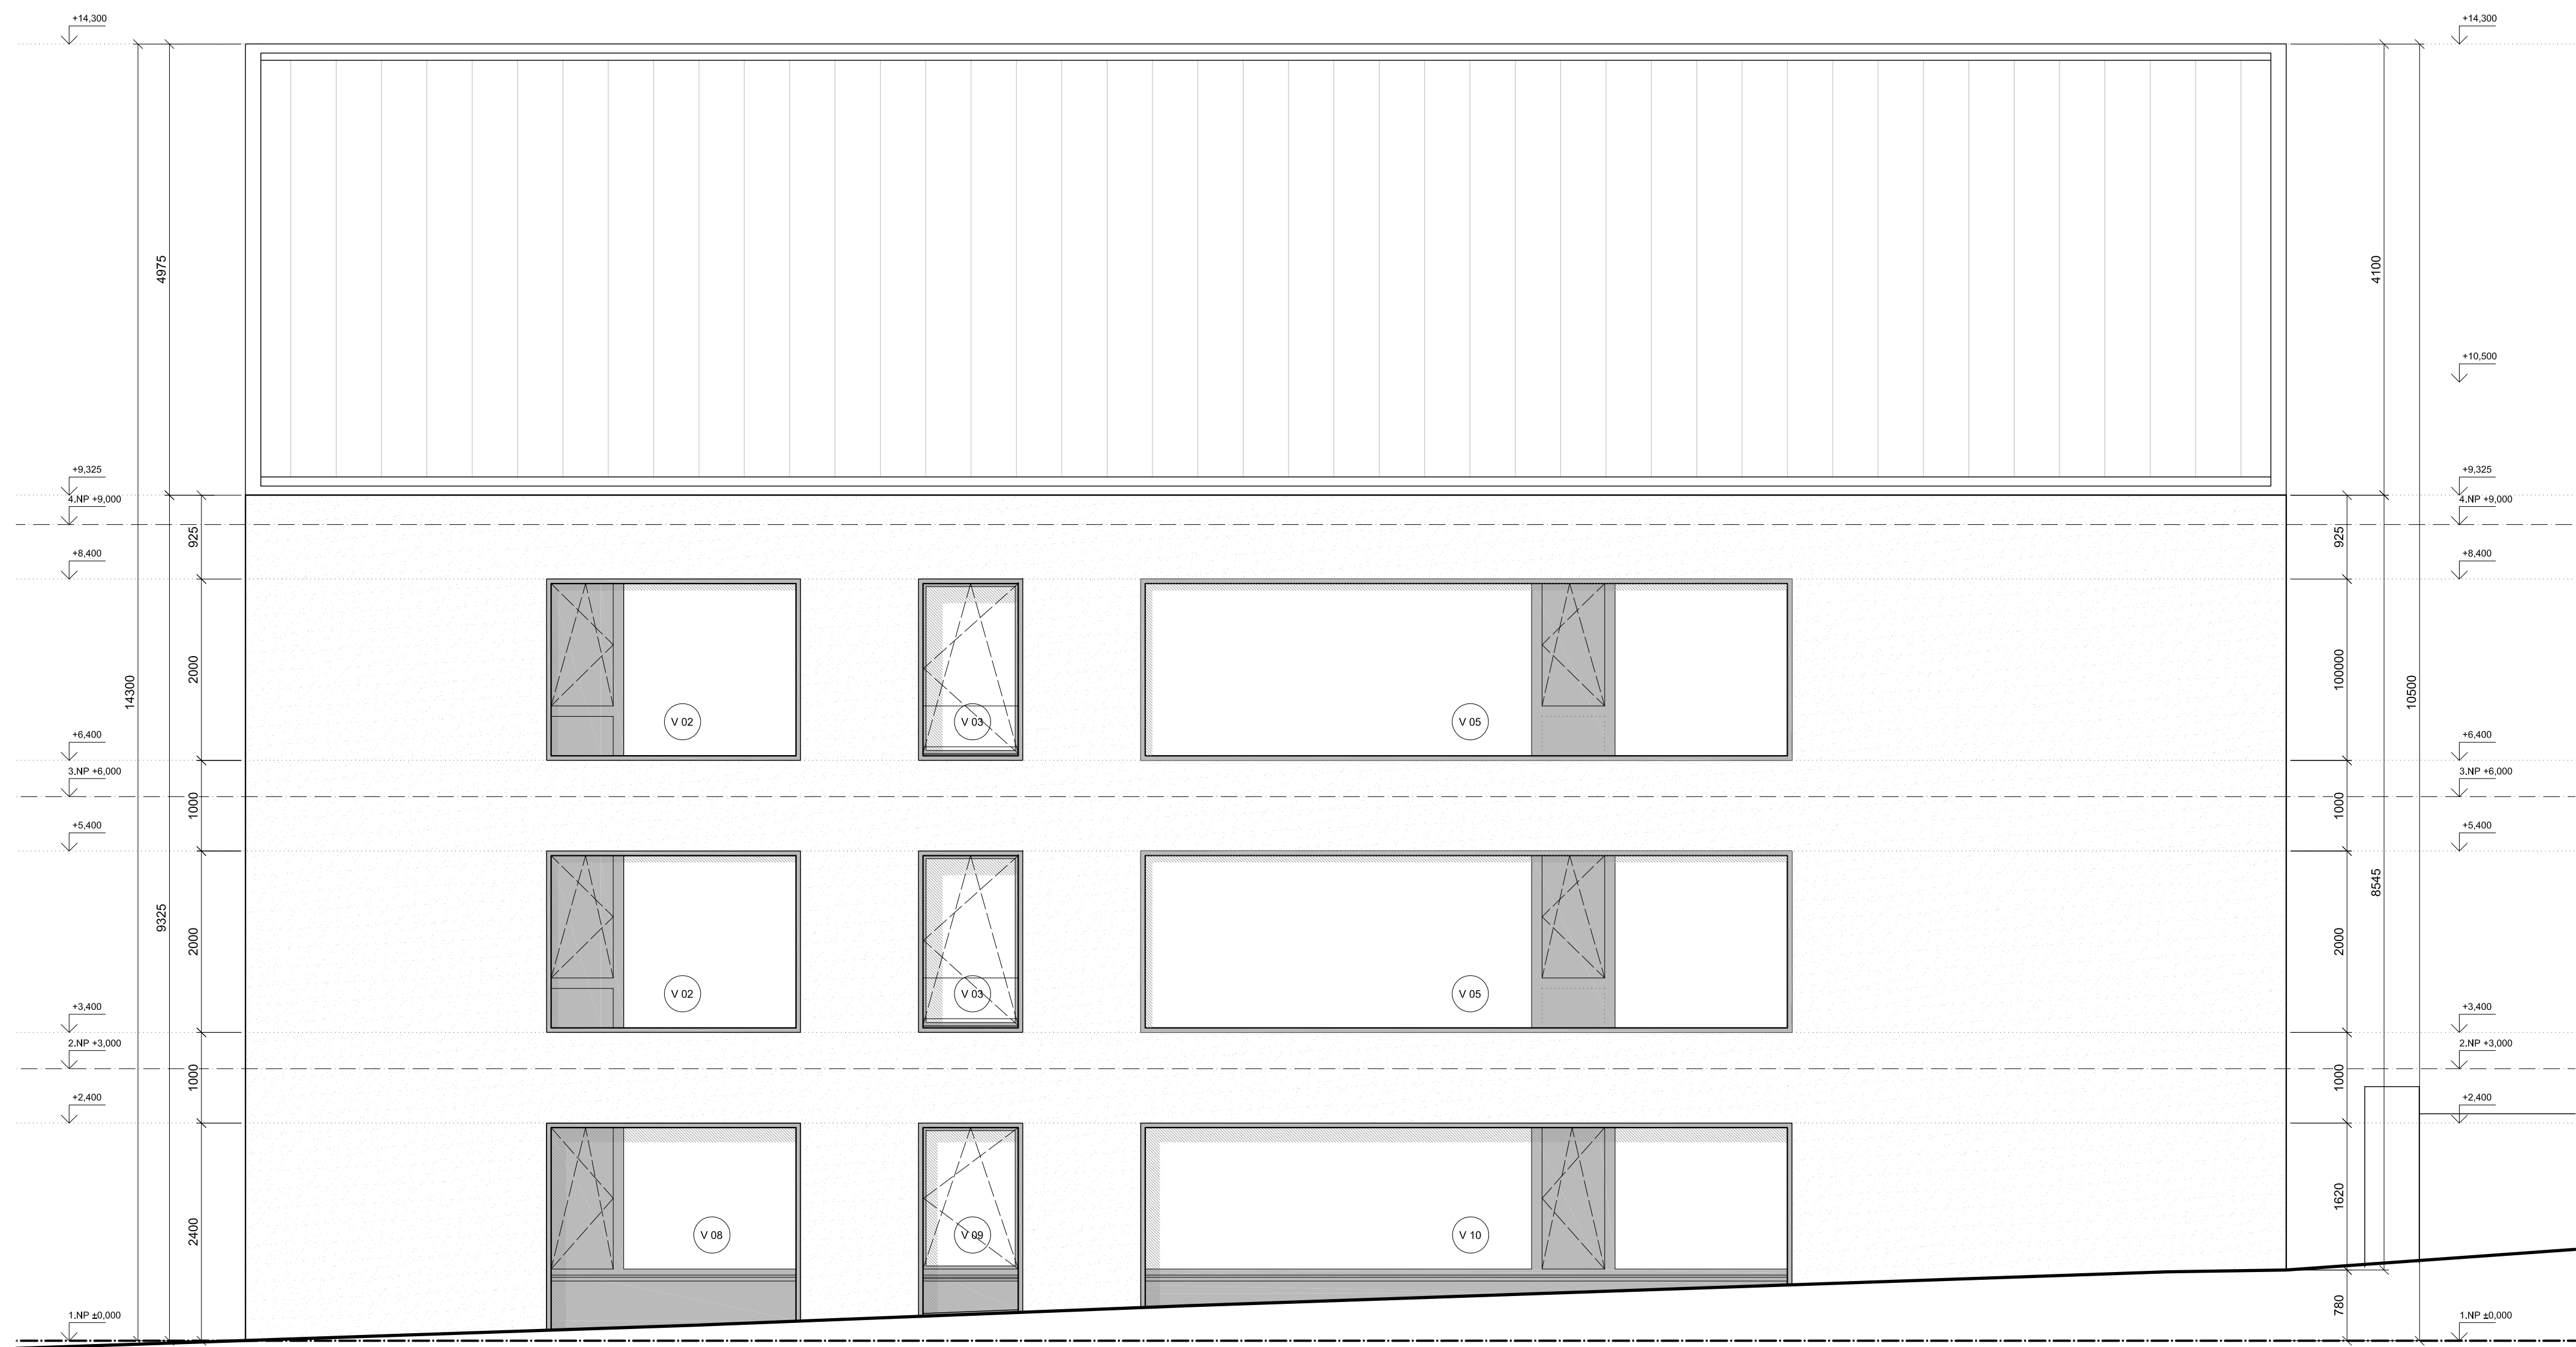 +14,300
+14,300
4975
4100
+10,500
+9,325
+9,325
4.NP +9,000
4.NP +9,000
925
925
+8,400
+8,400
2000
100000
14300
10500
V 02
V 03
V 05
+6,400
+6,400
3.NP +6,000
3.NP +6,000
1000
1000
+5,400
+5,400
9325
8545
2000
2000
V 02
V 03
V 05
+3,400
+3,400
2.NP +3,000
2.NP +3,000
1000
1000
+2,400
+2,400
2400
1620
V 08
V 09
V 10
780
1.NP ±0,000
1.NP ±0,000